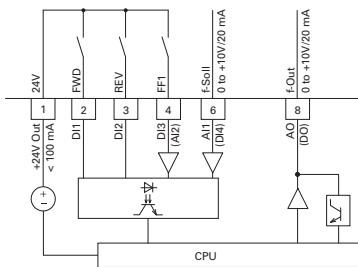 24V
FWD
REV
FF1
f-Soll
0 to +10V/20 mA
f-Out
0 to +10V/20 mA
1
2
3
4
6
8
+24V Out
< 100 mA
DI1
DI2
DI3
(AI2)
AI1
(DI4)
AO
(DO)
CPU